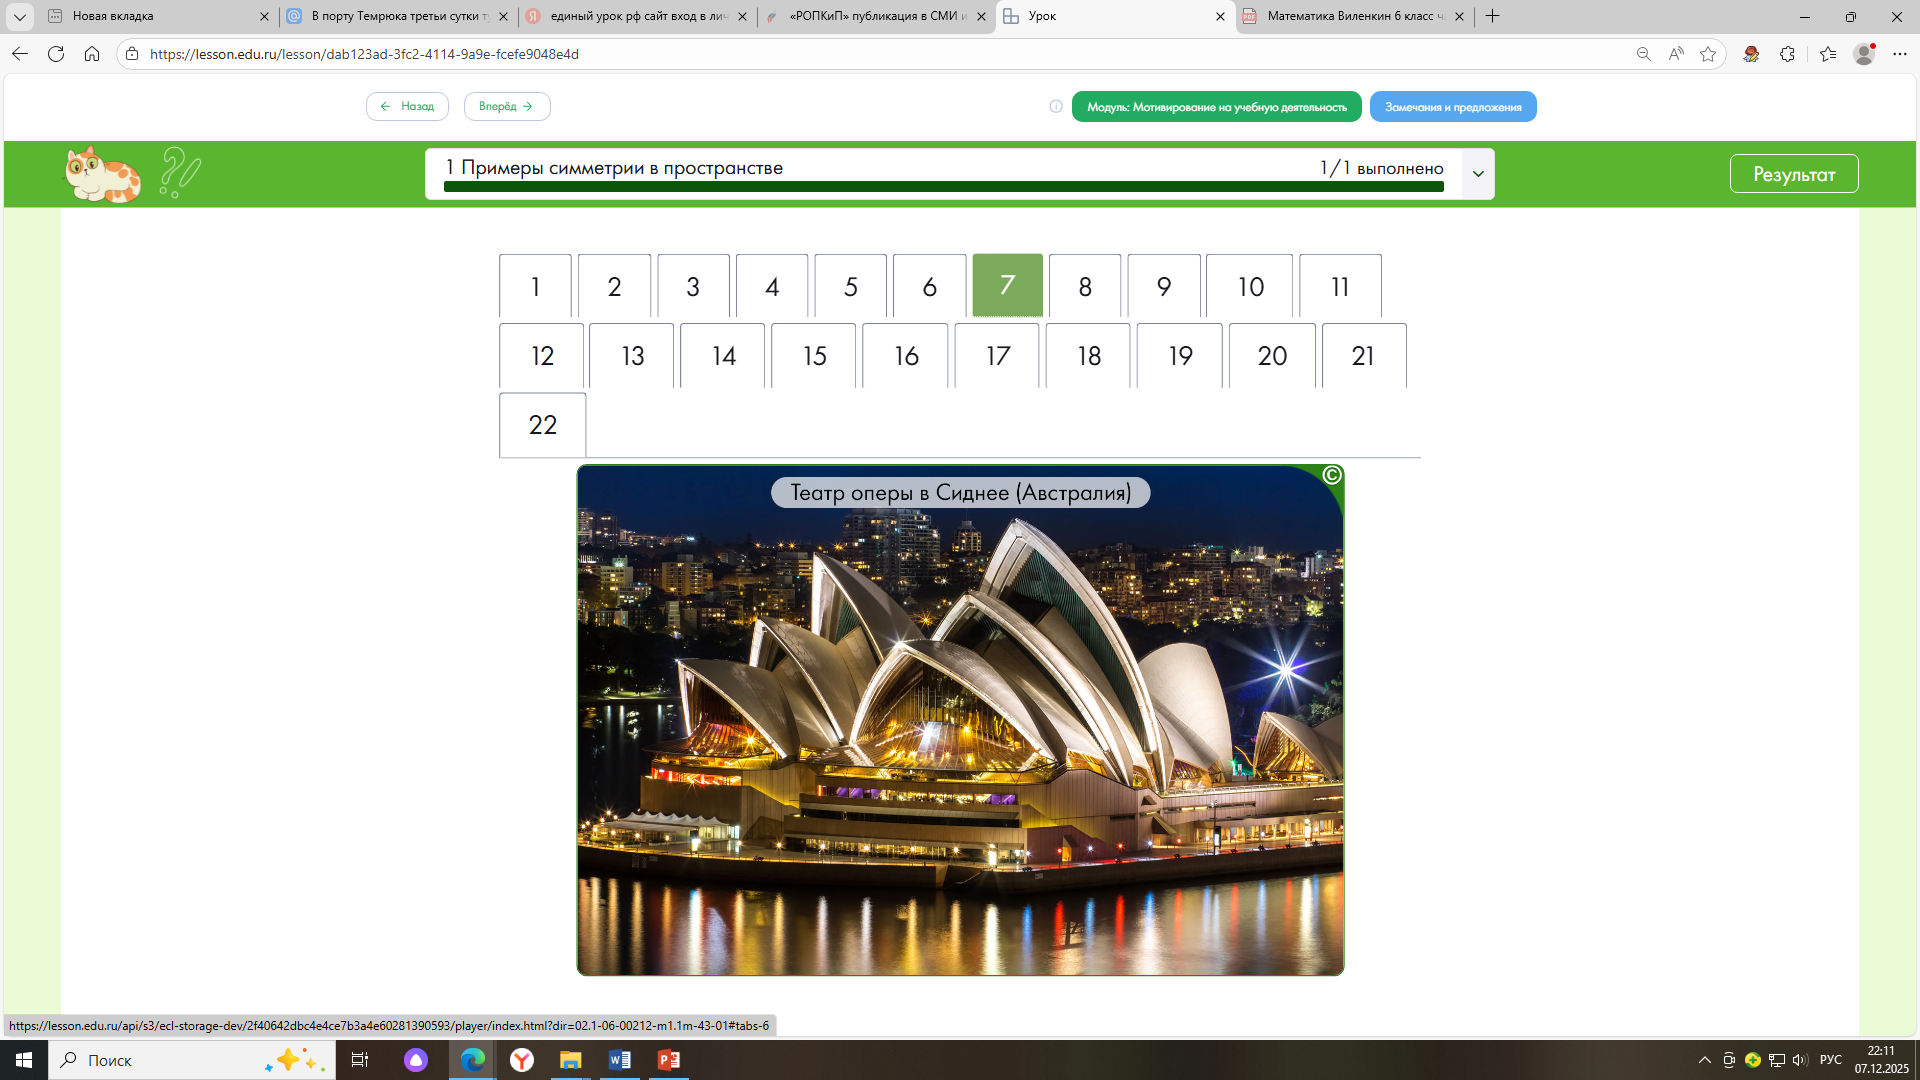 Новая вкладка
В порту Темрюка третьи сутки
единый урок рф сайт вход в
«РОПКиП» публикация в СМИ
Урок
Математика Виленкин 6 класс
https://lesson.edu.ru/lesson/dab123ad-3fc2-4114-9a9e-fcefe9048e4d
← Назад
Вперёд →
Модуль: Мотивирование на учебную деятельность
Замечания и предложения
1 Примеры симметрии в пространстве
1/1 выполнено
Результат
1 2 3 4 5 6 7 8 9 10 11
12 13 14 15 16 17 18 19 20 21
22
Театр оперы в Сиднее (Австралия)
©
https://lesson.edu.ru/api/s3/ecl-storage-dev/2f40642dbc4e4ce7b3a4e60281390593/player/index.html?dir=02.1-06-00212-m1.1m-43-01#tabs-6
Поиск
РУС
22:11
07.12.2025